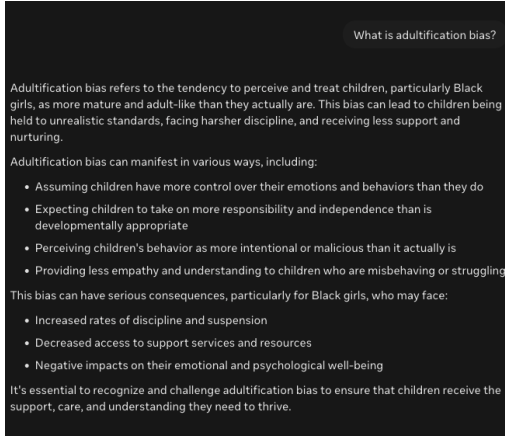 What is adultification bias?
Adultification bias refers to the tendency to perceive and treat children, particularly Black
girls, as more mature and adult-like than they actually are. This bias can lead to children being
held to unrealistic standards, facing harsher discipline, and receiving less support and
nurturing.
Adultification bias can manifest in various ways, including:
• Assuming children have more control over their emotions and behaviors than they do
• Expecting children to take on more responsibility and independence than is
developmentally appropriate
• Perceiving children's behavior as more intentional or malicious than it actually is
• Providing less empathy and understanding to children who are misbehaving or struggling
This bias can have serious consequences, particularly for Black girls, who may face:
• Increased rates of discipline and suspension
• Decreased access to support services and resources
• Negative impacts on their emotional and psychological well-being
It's essential to recognize and challenge adultification bias to ensure that children receive the
support, care, and understanding they need to thrive.